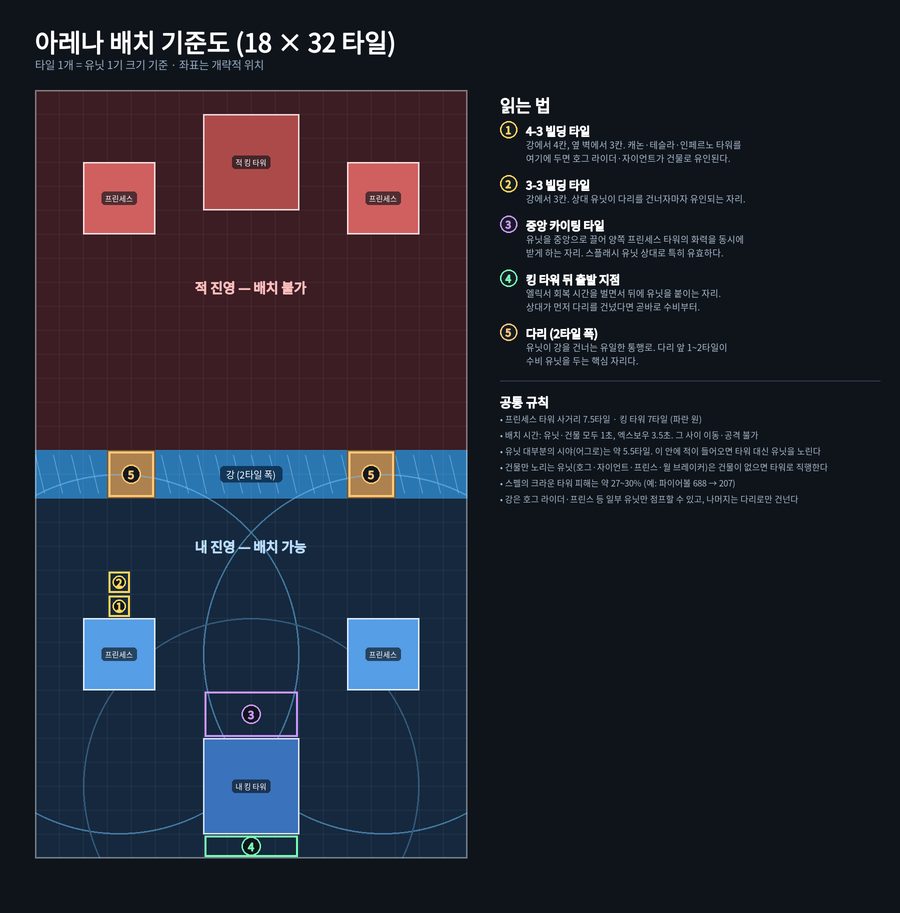 아레나 배치 기준도 (18 × 32 타일)
타일 1개 = 유닛 1기 크기 기준 · 좌표는 개략적 위치
적 킹 타워
프린세스
프린세스
적 진영 — 배치 불가
5
강 (2타일 폭)
5
내 진영 — 배치 가능
②
①
프린세스
프린세스
3
내 킹 타워
4
읽는 법
1 4-3 빌딩 타일
강에서 4칸, 옆 벽에서 3칸. 캐논·테슬라·인페르노 타워를
여기에 두면 호그 라이더·자이언트가 건물로 유인된다.
2 3-3 빌딩 타일
강에서 3칸. 상대 유닛이 다리를 건너자마자 유인되는 자리.
3 중앙 카이팅 타일
유닛을 중앙으로 끌어 양쪽 프린세스 타워의 화력을 동시에
받게 하는 자리. 스플래시 유닛 상대로 특히 유효하다.
4 킹 타워 뒤 출발 지점
엘릭서 회복 시간을 벌면서 뒤에 유닛을 붙이는 자리.
상대가 먼저 다리를 건넜다면 곧바로 수비부터.
5 다리 (2타일 폭)
유닛이 강을 건너는 유일한 통행로. 다리 앞 1~2타일이
수비 유닛을 두는 핵심 자리다.
공통 규칙
• 프린세스 타워 사거리 7.5타일 · 킹 타워 7타일 (파란 원)
• 배치 시간: 유닛·건물 모두 1초, 엑스보우 3.5초. 그 사이 이동·공격 불가
• 유닛 대부분의 시야(어그로)는 약 5.5타일. 이 안에 적이 들어오면 타워 대신 유닛을 노린다
• 건물만 노리는 유닛(호그·자이언트·프린스·월 브레이커)은 건물이 없으면 타워로 직행한다
• 스펠의 크라운 타워 피해는 약 27~30% (예: 파이어볼 688 → 207)
• 강은 호그 라이더·프린스 등 일부 유닛만 점프할 수 있고, 나머지는 다리로만 건넌다